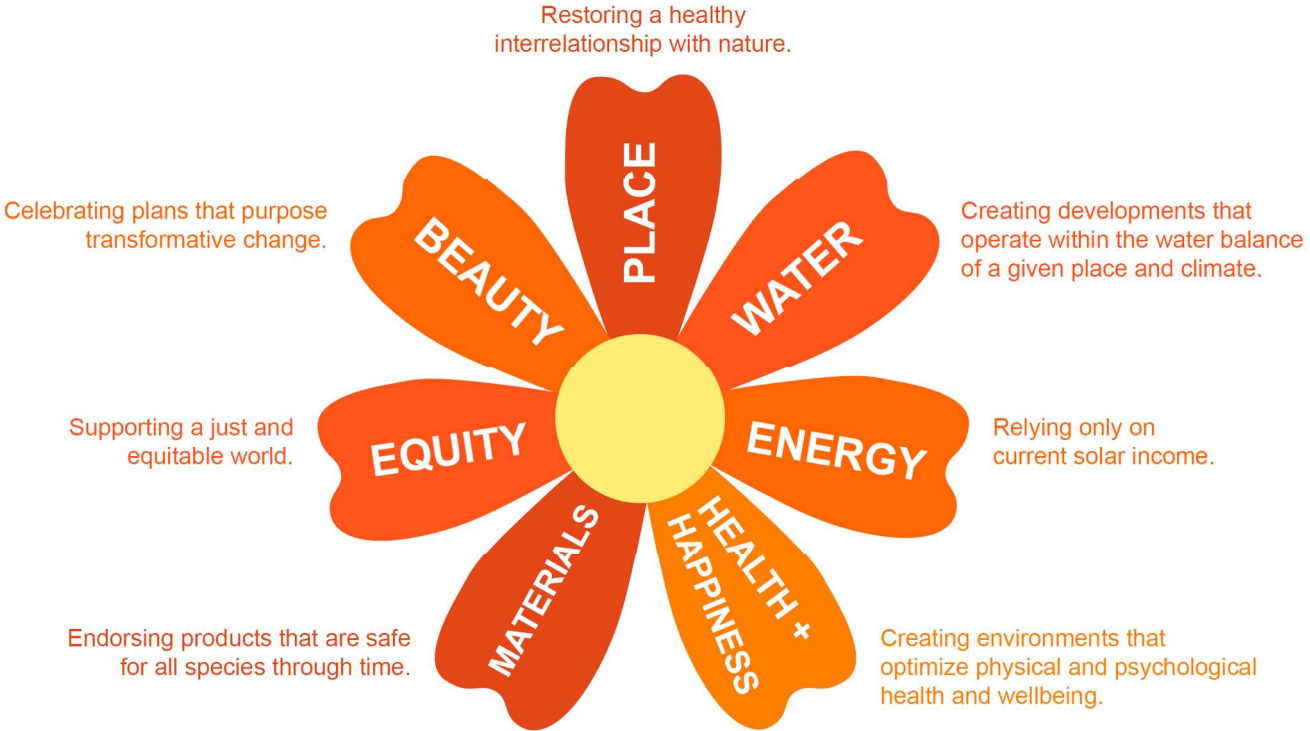 Restoring a healthy
interrelationship with nature.
PLACE
Celebrating plans that purpose
transformative change.
BEAUTY
WATER
Creating developments that
operate within the water balance
of a given place and climate.
Supporting a just and
equitable world.
EQUITY
ENERGY
Relying only on
current solar income.
Endorsing products that are safe
for all species through time.
MATERIALS
HEALTH +
HAPPINESS
Creating environments that
optimize physical and psychological
health and wellbeing.